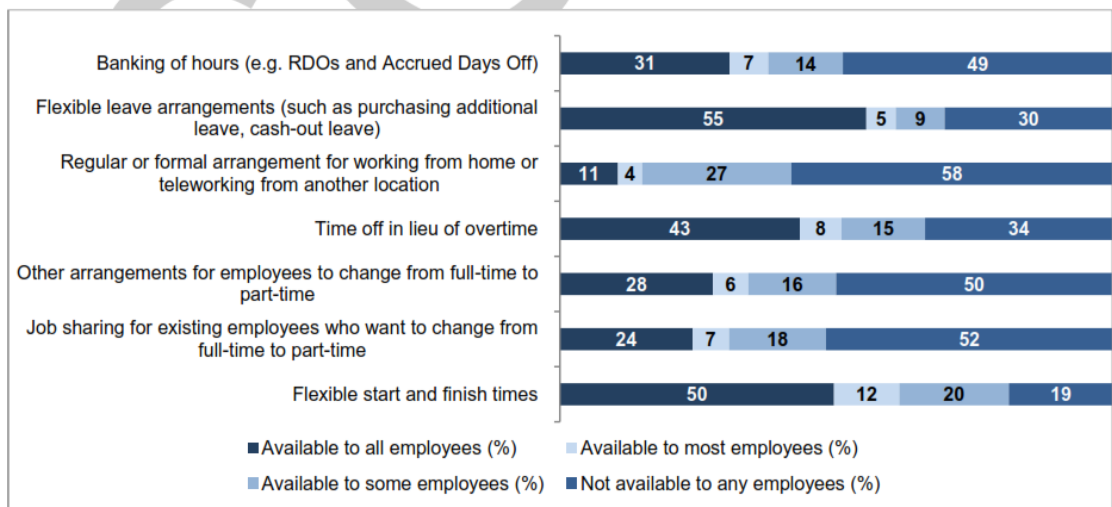 Banking of hours (e.g. RDOs and Accrued Days Off)
31 7 14 49
Flexible leave arrangements (such as purchasing additional
leave, cash-out leave)
55 5 9 30
Regular or formal arrangement for working from home or
teleworking from another location
11 4 27 58
Time off in lieu of overtime
43 8 15 34
Other arrangements for employees to change from full-time to
part-time
28 6 16 50
Job sharing for existing employees who want to change from
full-time to part-time
24 7 18 52
Flexible start and finish times
50 12 20 19
Available to all employees (%) Available to most employees (%)
Available to some employees (%) Not available to any employees (%)